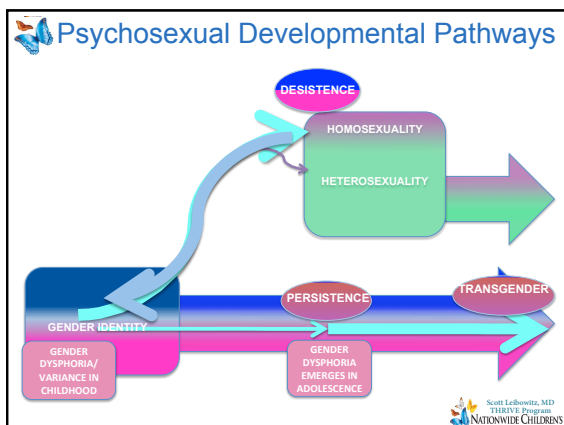 Psychosexual Developmental Pathways
DESISTENCE
HOMOSEXUALITY
HETEROSEXUALITY
PERSISTENCE
TRANSGENDER
GENDER IDENTITY
GENDER
DYSPHORIA/
VARIANCE IN
CHILDHOOD
GENDER
DYSPHORIA
EMERGES IN
ADOLESCENCE
Scott Leibowitz, MD
THRIVE Program
NATIONWIDE CHILDREN'S